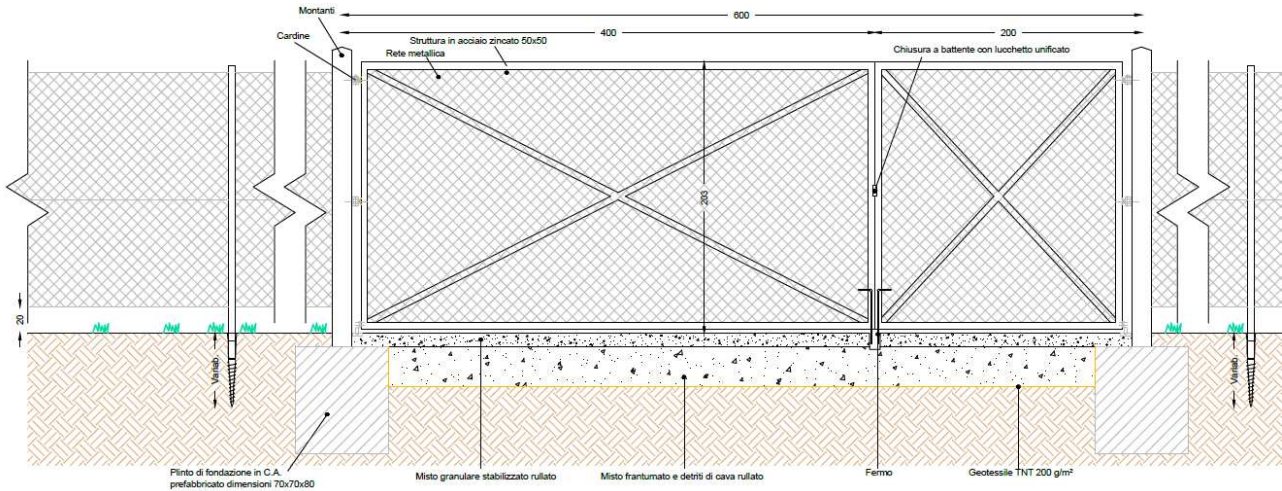 Montanti
600
400
200
Cardine
Struttura in acciaio zincato 50x50
Rete metallica
Chiusura a battente con lucchetto unificato
203
20
Variab.
Variab.
Plinto di fondazione in C.A.
prefabbricato dimensioni 70x70x80
Misto granulare stabilizzato rullato
Misto frantumato e detriti di cava rullato
Fermo
Geotessile TNT 200 g/m²